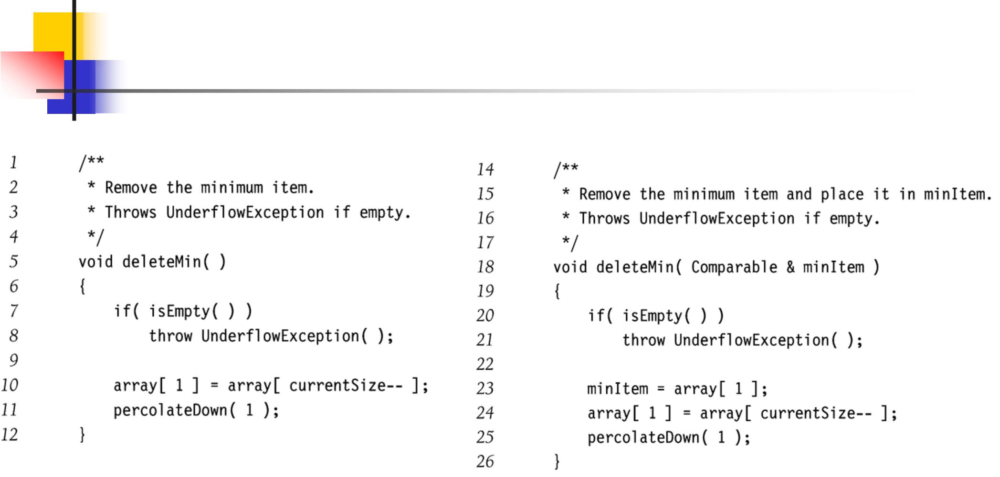 1 /**
2 * Remove the minimum item.
3 * Throws UnderflowException if empty.
4 */
5 void deleteMin( )
6 {
7 if( isEmpty( ) )
8 throw UnderflowException( );
9
10 array[ 1 ] = array[ currentSize-- ];
11 percolateDown( 1 );
12 }
14 /**
15 * Remove the minimum item and place it in minItem.
16 * Throws UnderflowException if empty.
17 */
18 void deleteMin( Comparable & minItem )
19 {
20 if( isEmpty( ) )
21 throw UnderflowException( );
22
23 minItem = array[ 1 ];
24 array[ 1 ] = array[ currentSize-- ];
25 percolateDown( 1 );
26 }